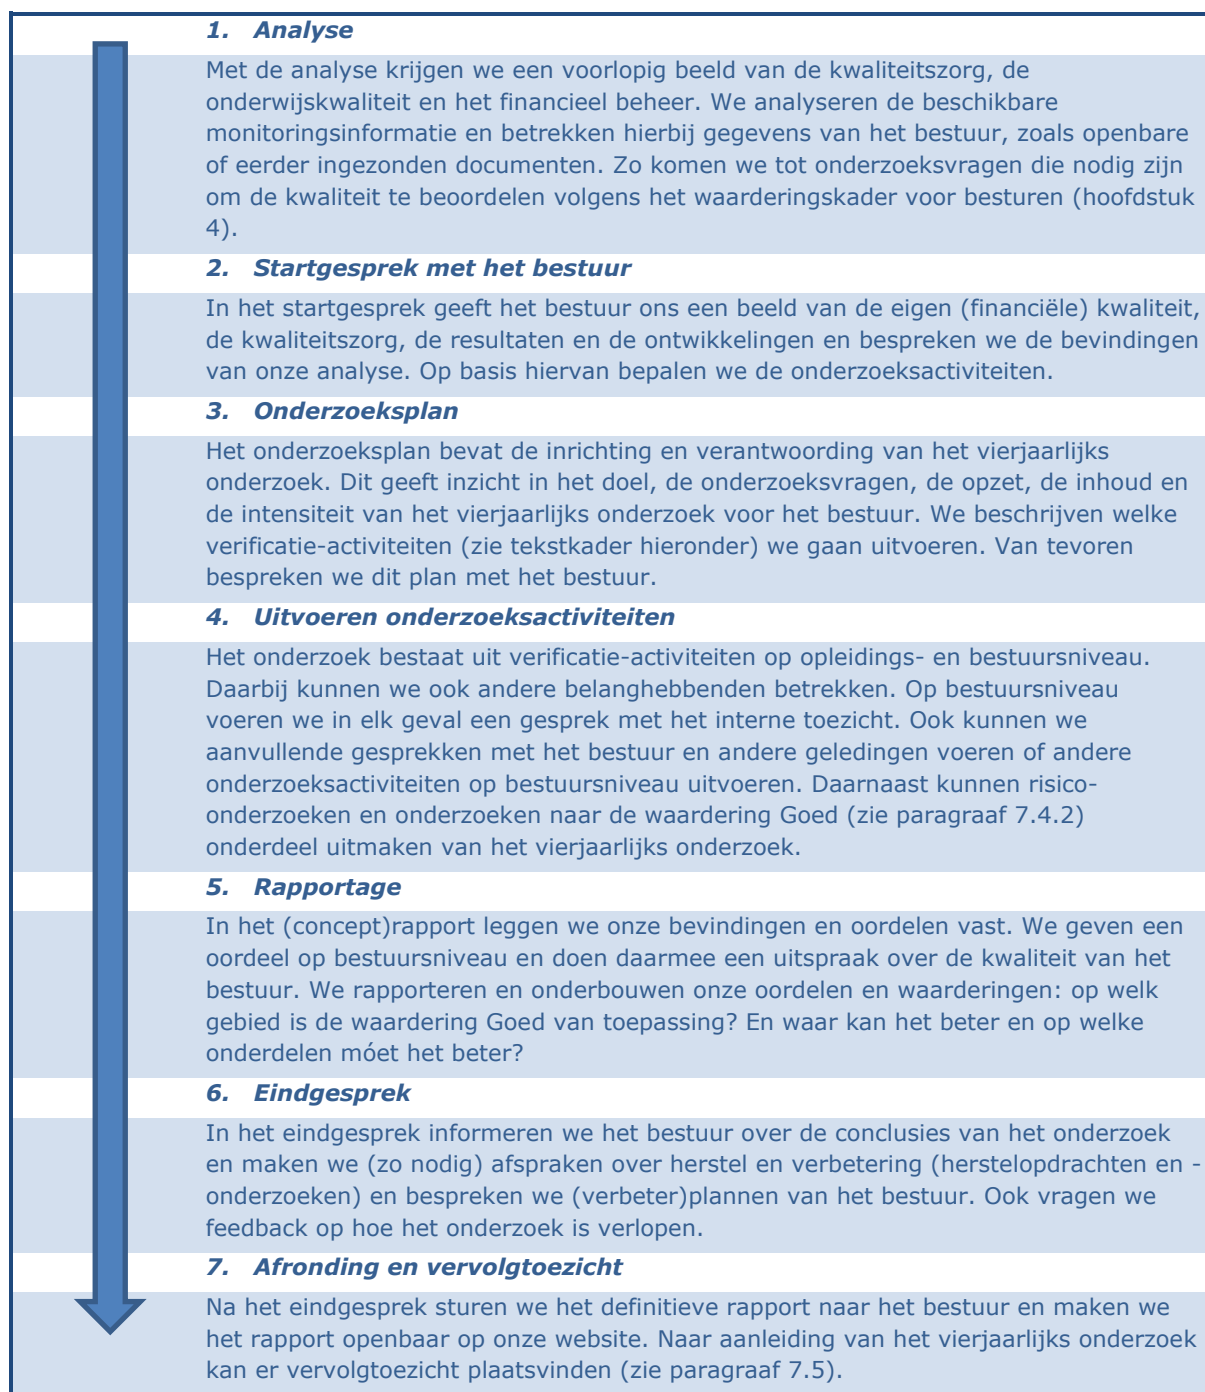 1. Analyse
Met de analyse krijgen we een voorlopig beeld van de kwaliteitszorg, de
onderwijskwaliteit en het financieel beheer. We analyseren de beschikbare
monitoringsinformatie en betrekken hierbij gegevens van het bestuur, zoals openbare
of eerder ingezonden documenten. Zo komen we tot onderzoeksvragen die nodig zijn
om de kwaliteit te beoordelen volgens het waarderingskader voor besturen (hoofdstuk
4).
2. Startgesprek met het bestuur
In het startgesprek geeft het bestuur ons een beeld van de eigen (financiële) kwaliteit,
de kwaliteitszorg, de resultaten en de ontwikkelingen en bespreken we de bevindingen
van onze analyse. Op basis hiervan bepalen we de onderzoeksactiviteiten.
3. Onderzoeksplan
Het onderzoeksplan bevat de inrichting en verantwoording van het vierjaarlijks
onderzoek. Dit geeft inzicht in het doel, de onderzoeksvragen, de opzet, de inhoud en
de intensiteit van het vierjaarlijks onderzoek voor het bestuur. We beschrijven welke
verificatie-activiteiten (zie tekstkader hieronder) we gaan uitvoeren. Van tevoren
bespreken we dit plan met het bestuur.
4. Uitvoeren onderzoeksactiviteiten
Het onderzoek bestaat uit verificatie-activiteiten op opleidings- en bestuursniveau.
Daarbij kunnen we ook andere belanghebbenden betrekken. Op bestuursniveau
voeren we in elk geval een gesprek met het interne toezicht. Ook kunnen we
aanvullende gesprekken met het bestuur en andere geledingen voeren of andere
onderzoeksactiviteiten op bestuursniveau uitvoeren. Daarnaast kunnen risico-
onderzoeken en onderzoeken naar de waardering Goed (zie paragraaf 7.4.2)
onderdeel uitmaken van het vierjaarlijks onderzoek.
5. Rapportage
In het (concept)rapport leggen we onze bevindingen en oordelen vast. We geven een
oordeel op bestuursniveau en doen daarmee een uitspraak over de kwaliteit van het
bestuur. We rapporteren en onderbouwen onze oordelen en waarderingen: op welk
gebied is de waardering Goed van toepassing? En waar kan het beter en op welke
onderdelen móet het beter?
6. Eindgesprek
In het eindgesprek informeren we het bestuur over de conclusies van het onderzoek
en maken we (zo nodig) afspraken over herstel en verbetering (herstelopdrachten en -
onderzoeken) en bespreken we (verbeter)plannen van het bestuur. Ook vragen we
feedback op hoe het onderzoek is verlopen.
7. Afronding en vervolgtoezicht
Na het eindgesprek sturen we het definitieve rapport naar het bestuur en maken we
het rapport openbaar op onze website. Naar aanleiding van het vierjaarlijks onderzoek
kan er vervolgtoezicht plaatsvinden (zie paragraaf 7.5).